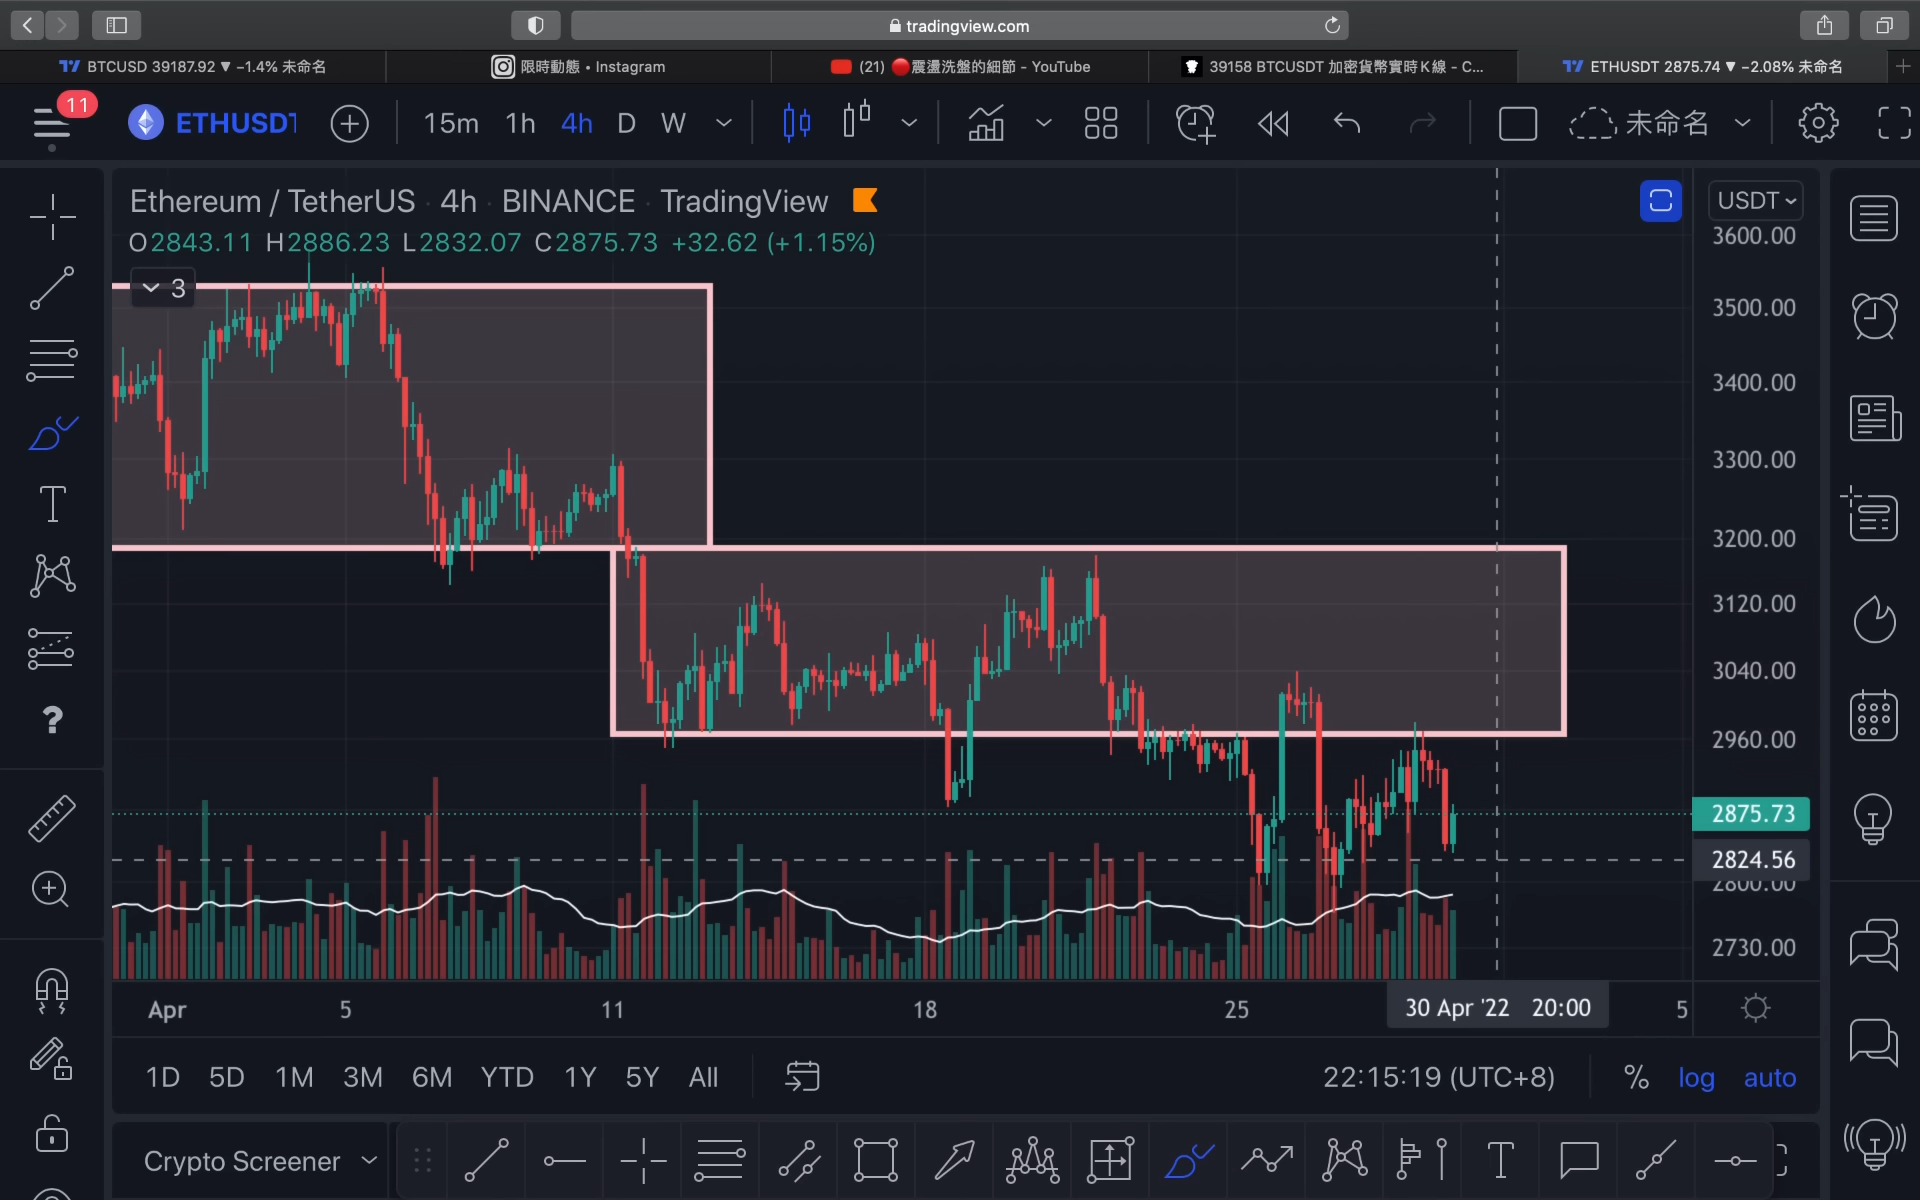 tradingview.com
BTCUSD 39187.92 ▼ −1.4% 未命名
限時動態 • Instagram
(21) 🔴震盪洗盤的細節 - YouTube
39158 BTCUSDT 加密貨幣實時K線 - C...
ETHUSDT 2875.74 ▼ −2.08% 未命名
11
ETHUSDT
15m 1h 4h D W
未命名
Ethereum / TetherUS · 4h · BINANCE · TradingView
USDT
O2843.11 H2886.23 L2832.07 C2875.73 +32.62 (+1.15%)
3
3600.00
3500.00
3400.00
3300.00
3200.00
3120.00
3040.00
2960.00
2875.73
2824.56
2800.00
2730.00
Apr 5 11 18 25 30 Apr '22 20:00 5
1D 5D 1M 3M 6M YTD 1Y 5Y All
22:15:19 (UTC+8) % log auto
Crypto Screener